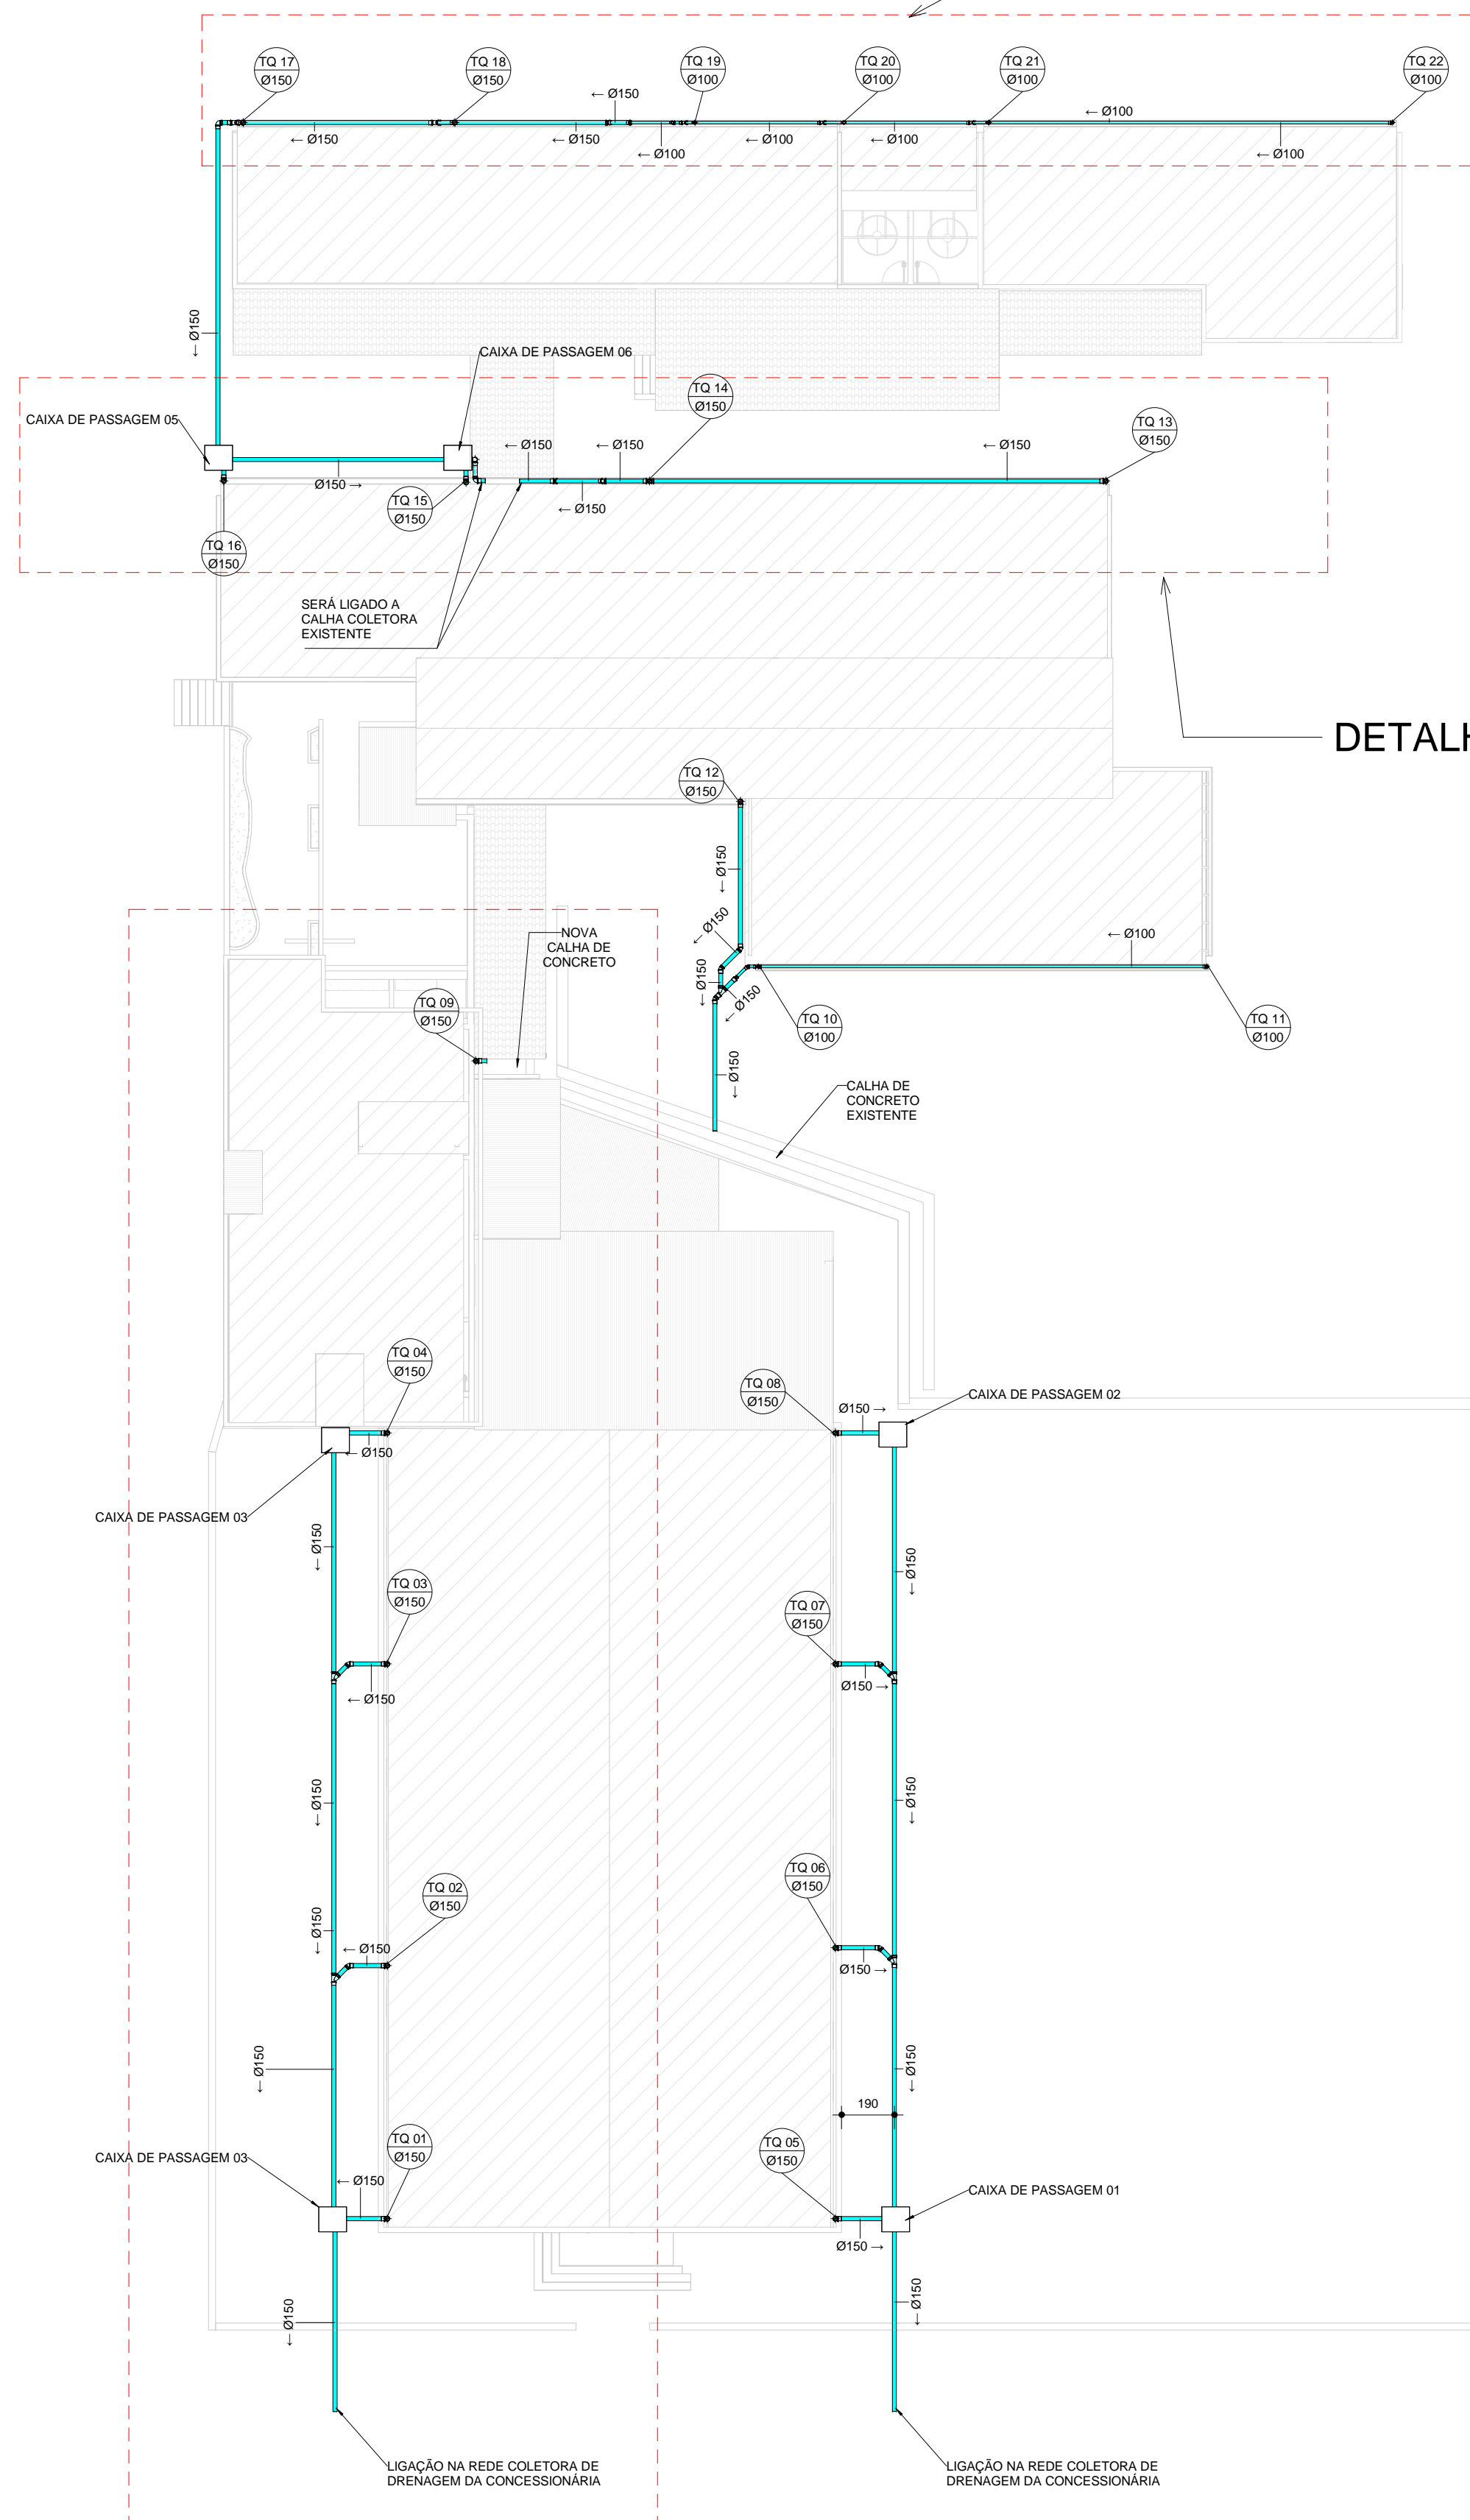 TQ 17
Ø150
TQ 18
Ø150
TQ 19
Ø100
TQ 20
Ø100
TQ 21
Ø100
TQ 22
Ø100
← Ø150
← Ø100
← Ø150
← Ø150
← Ø100
← Ø100
← Ø100
← Ø100
← Ø150
CAIXA DE PASSAGEM 06
TQ 14
Ø150
CAIXA DE PASSAGEM 05
TQ 13
Ø150
← Ø150
← Ø150
← Ø150
Ø150 →
TQ 15
Ø150
← Ø150
TQ 16
Ø150
SERÁ LIGADO A
CALHA COLETORA
EXISTENTE
DETALH
TQ 12
Ø150
← Ø150
← Ø150
NOVA
CALHA DE
CONCRETO
← Ø100
← Ø150
← Ø150
TQ 09
Ø150
TQ 10
Ø100
TQ 11
Ø100
← Ø150
CALHA DE
CONCRETO
EXISTENTE
TQ 04
Ø150
TQ 08
Ø150
CAIXA DE PASSAGEM 02
Ø150 →
← Ø150
CAIXA DE PASSAGEM 03
← Ø150
← Ø150
TQ 03
Ø150
TQ 07
Ø150
Ø150 →
← Ø150
← Ø150
← Ø150
TQ 06
Ø150
TQ 02
Ø150
← Ø150
← Ø150
Ø150 →
← Ø150
← Ø150
190
TQ 01
Ø150
TQ 05
Ø150
CAIXA DE PASSAGEM 03
← Ø150
CAIXA DE PASSAGEM 01
Ø150 →
← Ø150
← Ø150
LIGAÇÃO NA REDE COLETORA DE
DRENAGEM DA CONCESSIONÁRIA
LIGAÇÃO NA REDE COLETORA DE
DRENAGEM DA CONCESSIONÁRIA